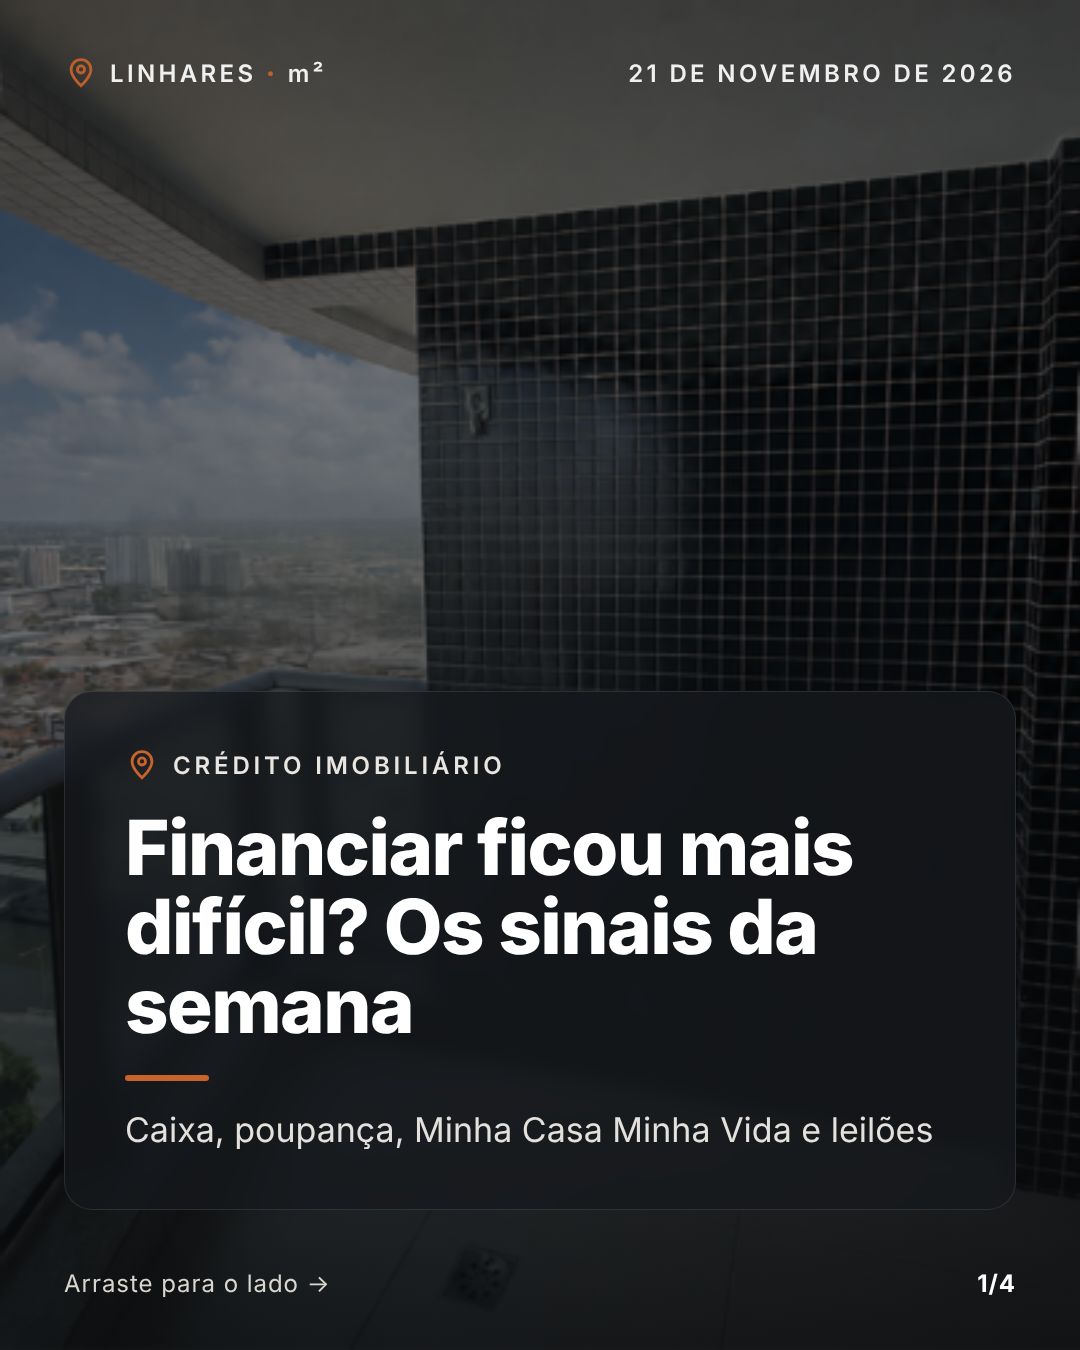 LINHARES · m²
21 DE NOVEMBRO DE 2026
CRÉDITO IMOBILIÁRIO
Financiar ficou mais
difícil? Os sinais da
semana
Caixa, poupança, Minha Casa Minha Vida e leilões
Arraste para o lado →
1/4